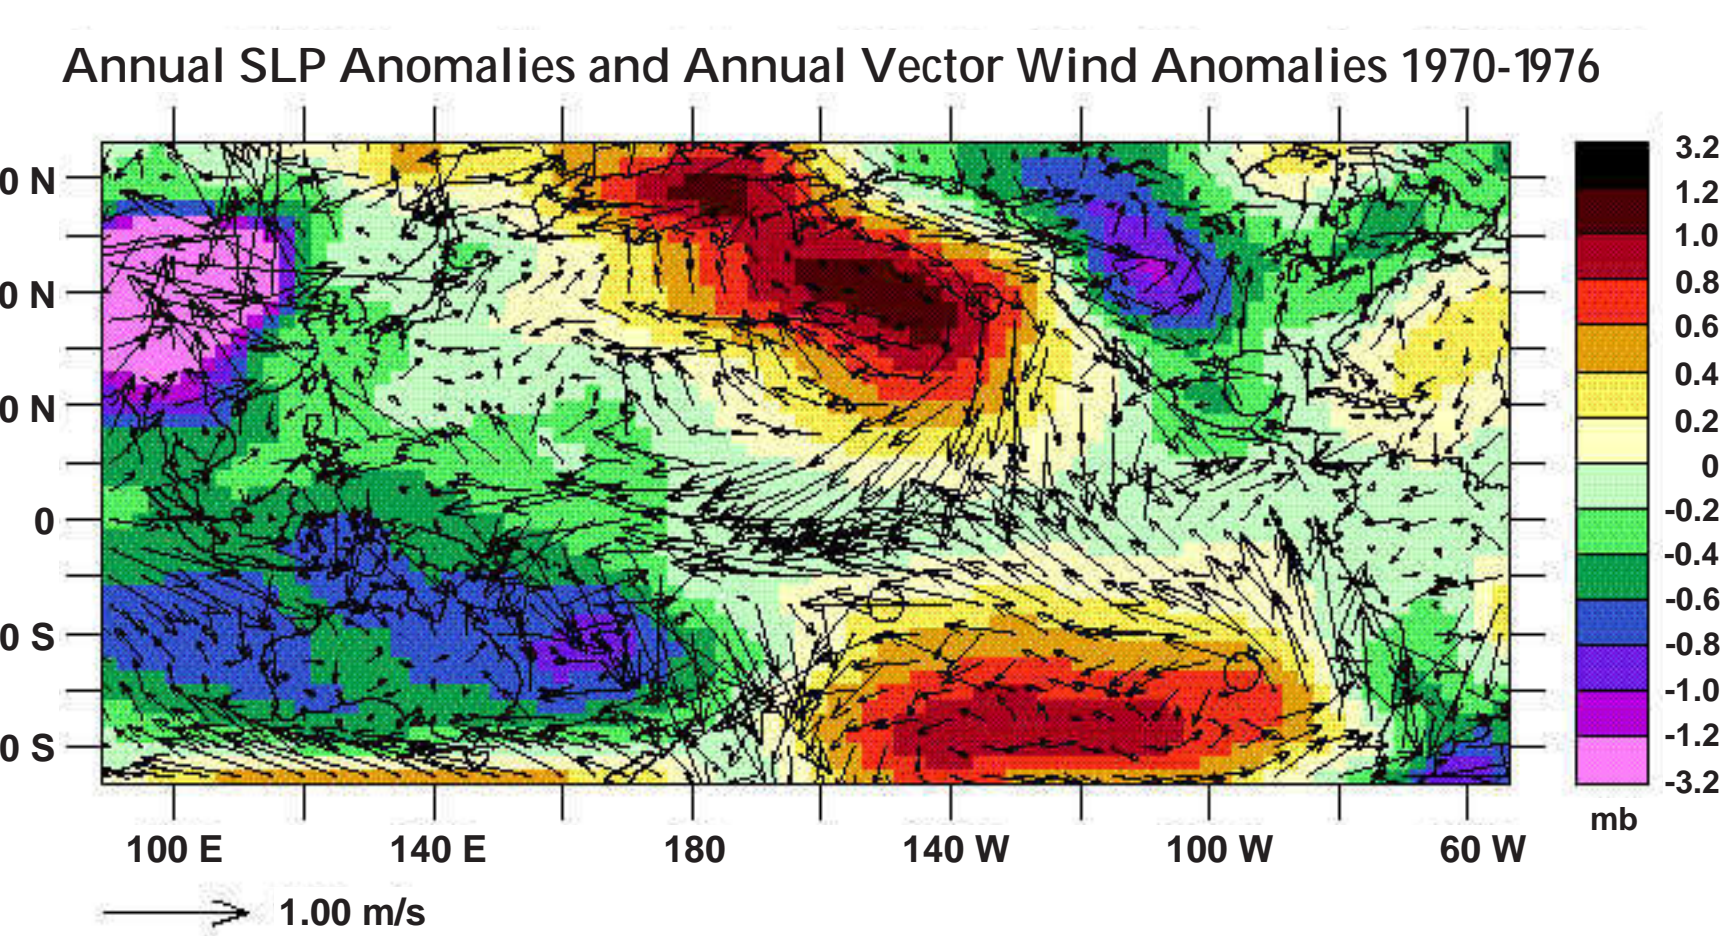 Annual SLP Anomalies and Annual Vector Wind Anomalies 1970-1976
0 N
0 N
0 N
0
0 S
0 S
3.2
1.2
1.0
0.8
0.6
0.4
0.2
0
-0.2
-0.4
-0.6
-0.8
-1.0
-1.2
-3.2
mb
100 E 140 E 180 140 W 100 W 60 W
1.00 m/s